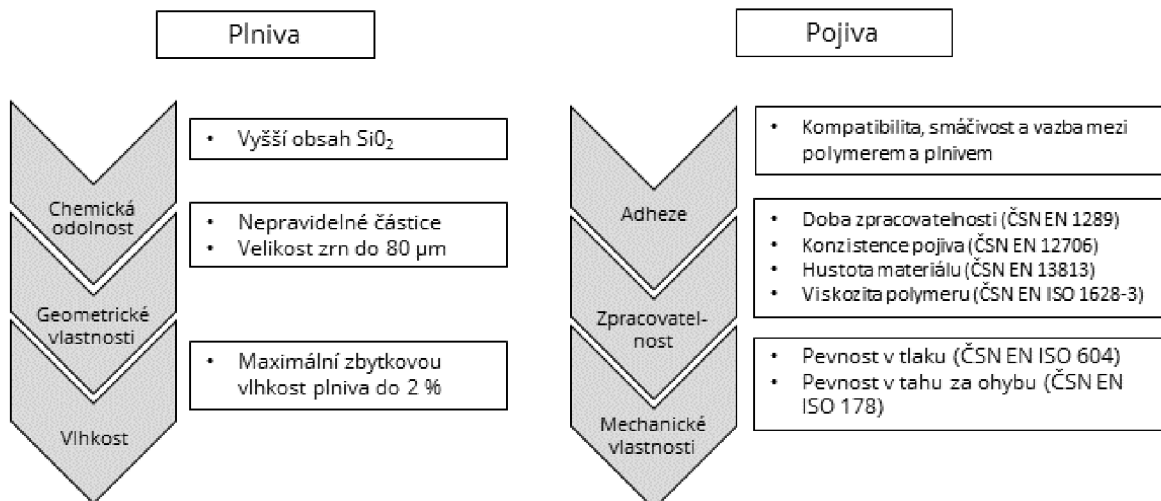 Plniva
• Vyšší obsah Si0₂
Chemická
odolnost
• Nepravidelné částice
• Velikost zrn do 80 μm
Geometrické
vlastnosti
• Maximální zbytkovou
vlhkost plniva do 2 %
Vlhkost
Pojiva
• Kompatibilita, smáčivost a vazba mezi
polymerem a plnivem
Adheze
• Doba zpracovatelnosti (ČSN EN 1289)
• Konzistence pojiva (ČSN EN 12706)
• Hustota materiálu (ČSN EN 13813)
• Viskozita polymeru (ČSN EN ISO 1628-3)
Zpracovatel-
nost
• Pevnost v tlaku (ČSN EN ISO 604)
• Pevnost v tahu za ohybu (ČSN EN
ISO 178)
Mechanické
vlastnosti